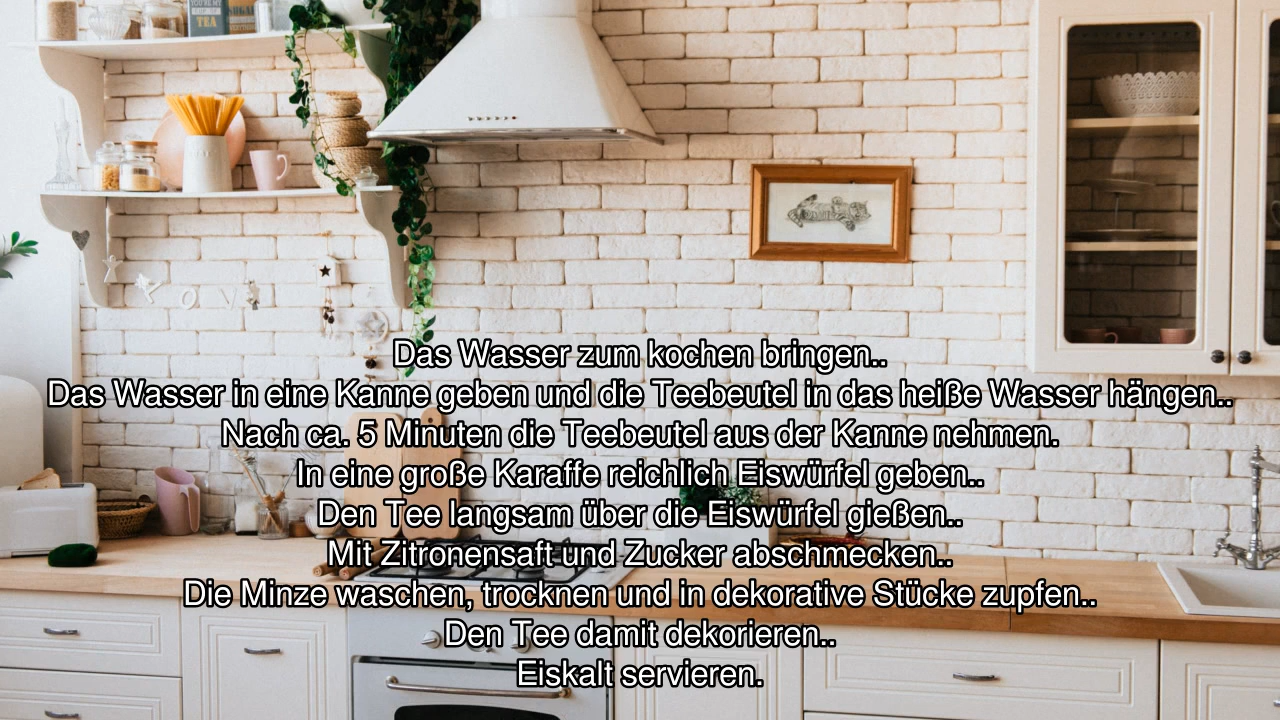 TEA
Das Wasser zum kochen bringen..
Das Wasser in eine Kanne geben und die Teebeutel in das heiße Wasser hängen..
Nach ca. 5 Minuten die Teebeutel aus der Kanne nehmen.
In eine große Karaffe reichlich Eiswürfel geben..
Den Tee langsam über die Eiswürfel gießen..
Mit Zitronensaft und Zucker abschmecken..
Die Minze waschen, trocknen und in dekorative Stücke zupfen..
Den Tee damit dekorieren..
Eiskalt servieren.